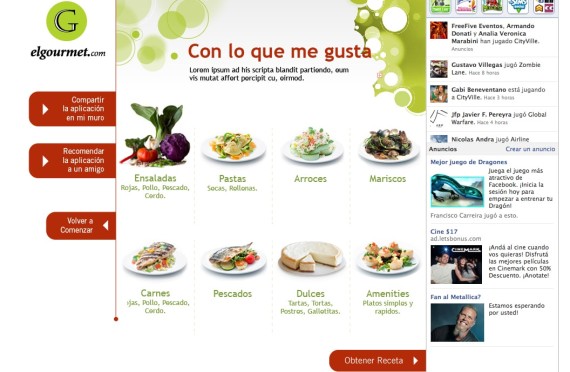 G
elgourmet.com
Compartir
la aplicación
en mi muro
Recomendar
la aplicación
a un amigo
Volver a
Comenzar
Con lo que me gusta
Lorem ipsum ad his scripta blandit partiendo, eum
vis mutat affert percipit cu.
Ensaladas
Rojas, Pollo, Pescado,
Cerdo.
Pastas
Secas, Rellenas.
Arroces
Mariscos
Carnes
Pollo, Pescado,
Cerdo.
Pescados
Dulces
Tartas, Tortas,
Postres, Galletitas.
Amenities
Platos simples y
rapidos.
Obtener Receta
FreeFive Eventos, Armando
Donati y Analia Veronica
Marabini han jugado CityVille.
Anuncios
Gustavo Villegas jugó Zombie
Lane. Hace 8 horas
Gabi Beneventano está jugando
a CityVille. Hace 3 horas
Jfp Javier F. Pereyra jugó Global
Warfare. Hace 4 horas
Nicolas Andra jugó Airline
Anuncios
Crear un anuncio
Mejor juego de Dragones
Juega el juego más
atractivo de
Facebook. ¡Inicia la
sesión hoy para
empezar a entrenar tu
Dragón!
Francisco Carreira jugó a esto.
Cine $17
ad.letsbonus.com
CINEMARK
¡Andá al cine cuando
vos quieras! Disfrutá
las mejores películas
en Cinemark con 50%
Descuento. ¡Anotate!
Fan al Metallica?
Estamos esperando
por usted!